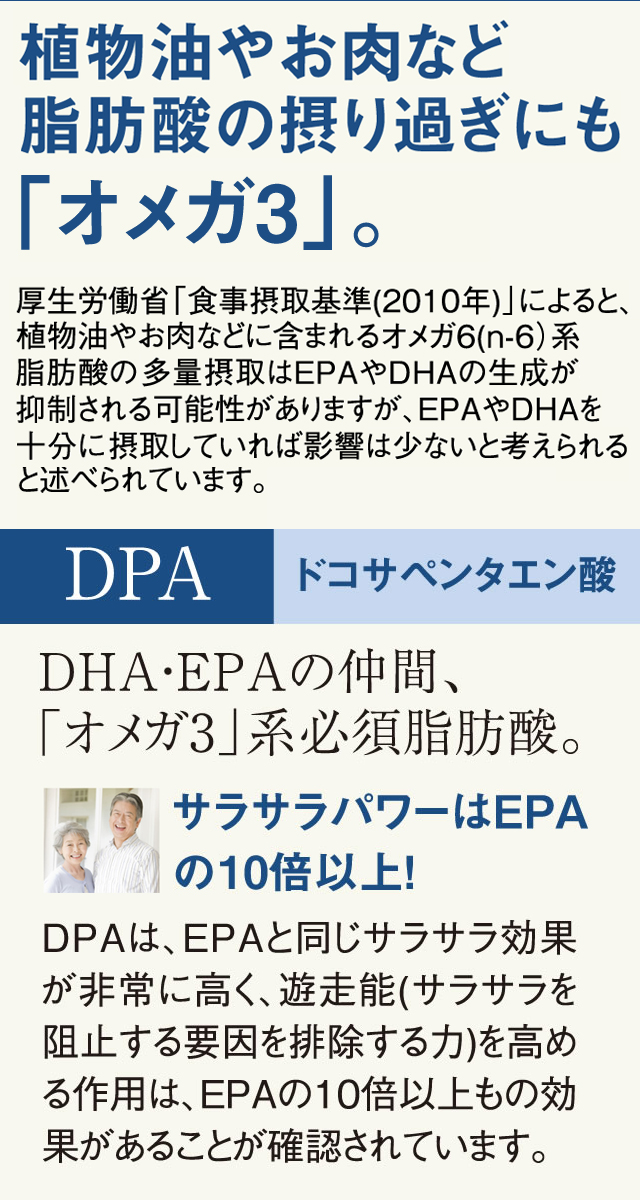 植物油やお肉など
脂肪酸の摂り過ぎにも
「オメガ3」。
厚生労働省「食事摂取基準(2010年)」によると、
植物油やお肉などに含まれるオメガ6(n-6）系
脂肪酸の多量摂取はEPAやDHAの生成が
抑制される可能性がありますが、EPAやDHAを
十分に摂取していれば影響は少ないと考えられる
と述べられています。
DPA
ドコサペンタエン酸
DHA・EPAの仲間、
「オメガ3」系必須脂肪酸。
サラサラパワーはEPA
の10倍以上!
DPAは、EPAと同じサラサラ効果
が非常に高く、遊走能(サラサラを
阻止する要因を排除する力)を高め
る作用は、EPAの10倍以上もの効
果があることが確認されています。